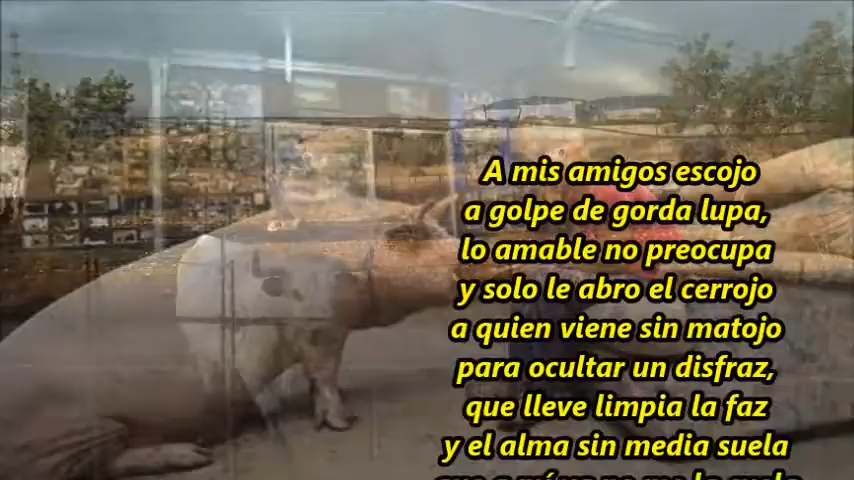 A mis amigos escojo
a golpe de gorda lupa,
lo amable no preocupa
y solo le abro el cerrojo
a quien viene sin matojo
para ocultar un disfraz,
que lleve limpia la faz
y el alma sin media suela